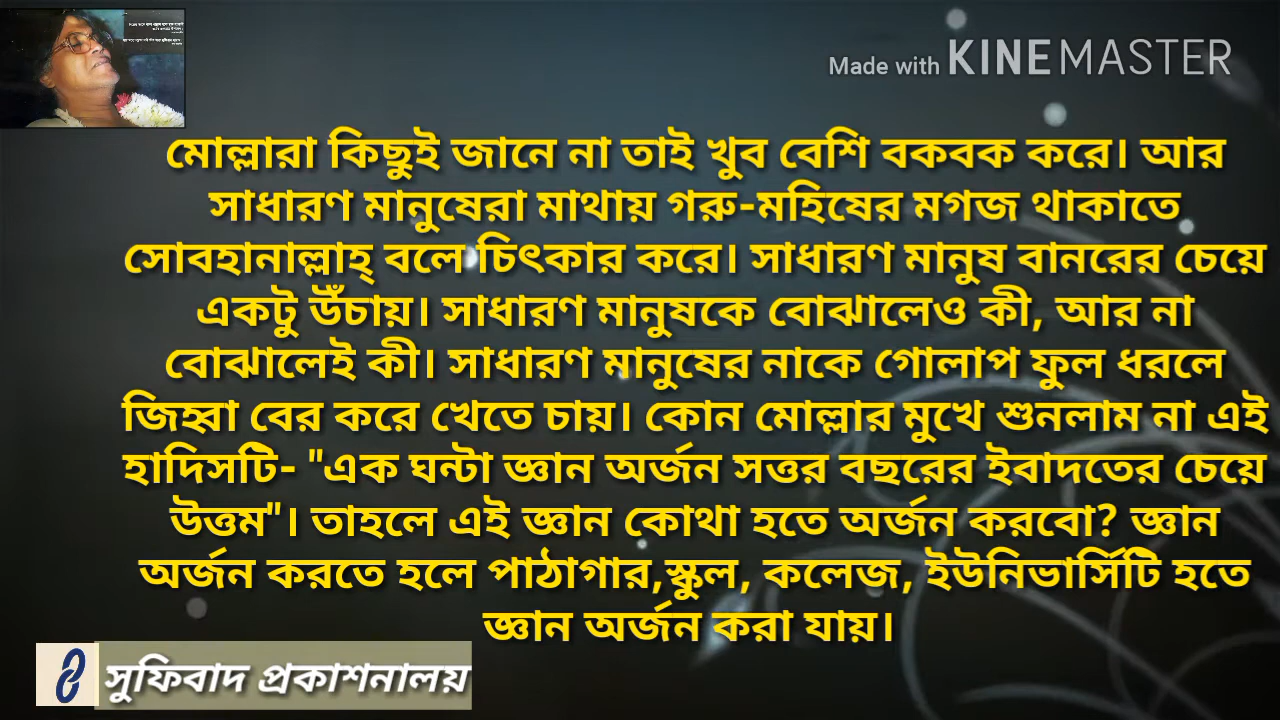 Made with KINEMASTER
মোল্লারা কিছুই জানে না তাই খুব বেশি বকবক করে। আর
সাধারণ মানুষেরা মাথায় গরু-মহিষের মগজ থাকাতে
সোবহানাল্লাহ্ বলে চিৎকার করে। সাধারণ মানুষ বানরের চেয়ে
একটু উঁচায়। সাধারণ মানুষকে বোঝালেও কী, আর না
বোঝালেই কী। সাধারণ মানুষের নাকে গোলাপ ফুল ধরলে
জিহ্বা বের করে খেতে চায়। কোন মোল্লার মুখে শুনলাম না এই
হাদিসটি- "এক ঘন্টা জ্ঞান অর্জন সত্তর বছরের ইবাদতের চেয়ে
উত্তম"। তাহলে এই জ্ঞান কোথা হতে অর্জন করবো? জ্ঞান
অর্জন করতে হলে পাঠাগার,স্কুল, কলেজ, ইউনিভার্সিটি হতে
জ্ঞান অর্জন করা যায়।
সুফিবাদ প্রকাশনালয়